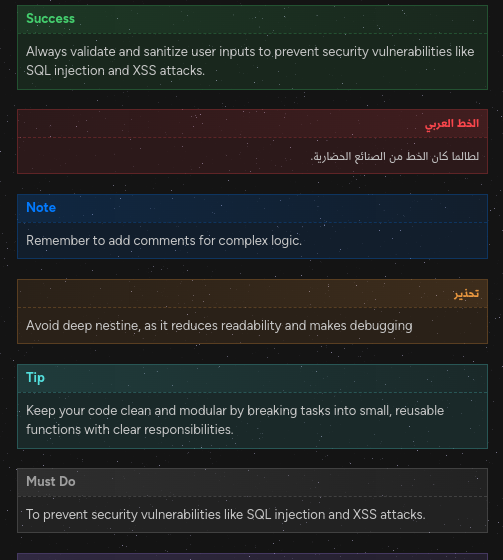 Success
Always validate and sanitize user inputs to prevent security vulnerabilities like
SQL injection and XSS attacks.
الخط العربي
لطالما كان الخط من الصنائع الحضارية.
Note
Remember to add comments for complex logic.
تحذير
Avoid deep nestine, as it reduces readability and makes debugging
Tip
Keep your code clean and modular by breaking tasks into small, reusable
functions with clear responsibilities.
Must Do
To prevent security vulnerabilities like SQL injection and XSS attacks.